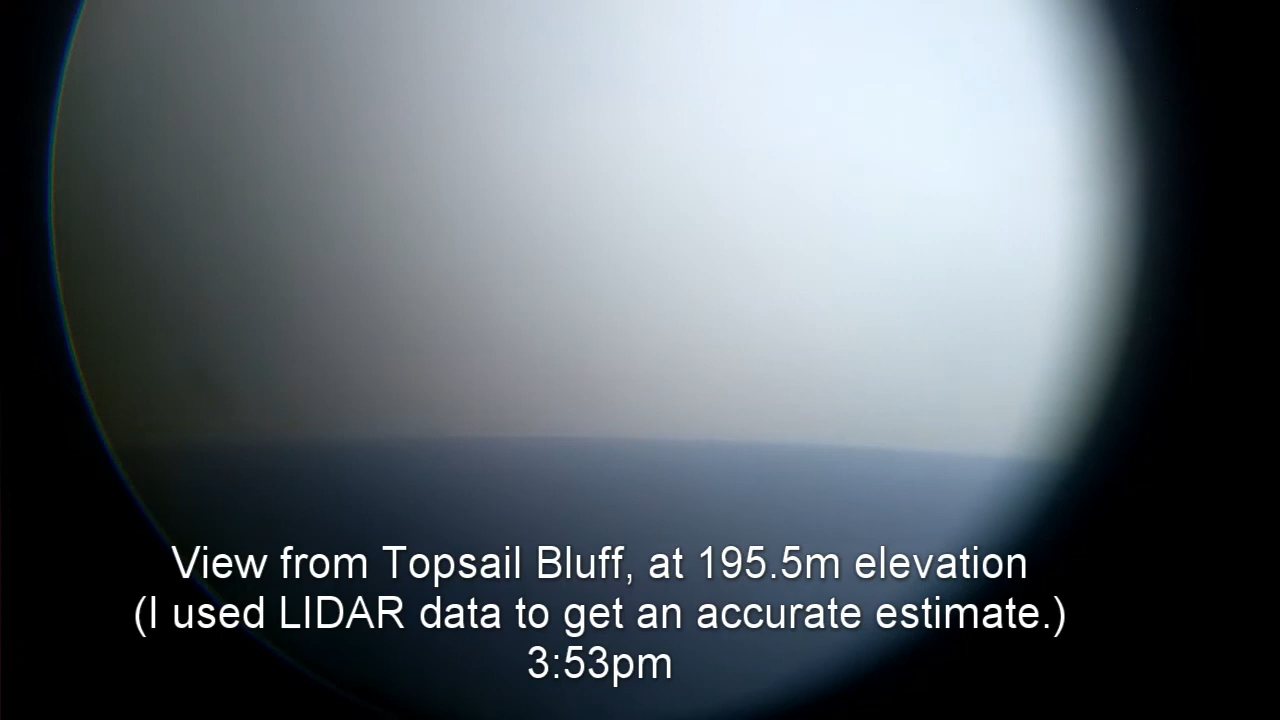 View from Topsail Bluff, at 195.5m elevation
(I used LIDAR data to get an accurate estimate.)
3:53pm